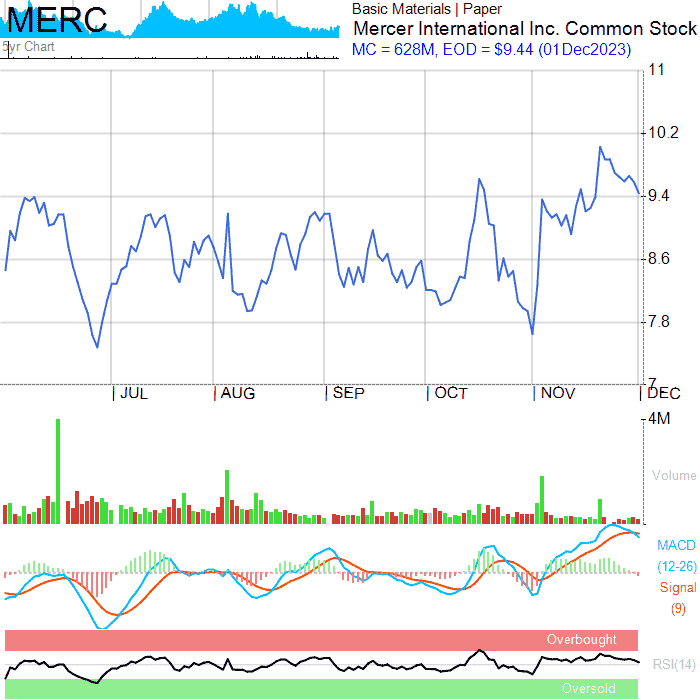 MERC
5yr Chart
Basic Materials | Paper
Mercer International Inc. Common Stock
MC = 628M, EOD = $9.44 (01Dec2023)
11
10.2
9.4
8.6
7.8
7
JUL AUG SEP OCT NOV DEC
4M
Volume
MACD
(12-26)
Signal
(9)
Overbought
RSI(14)
Oversold